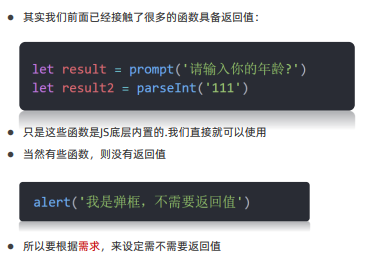 其实我们前面已经接触了很多的函数具备返回值：
let result = prompt('请输入你的年龄?')
let result2 = parseInt('111')
只是这些函数是JS底层内置的.我们直接就可以使用
当然有些函数，则没有返回值
alert('我是弹框，不需要返回值')
所以要根据需求，来设定需不需要返回值